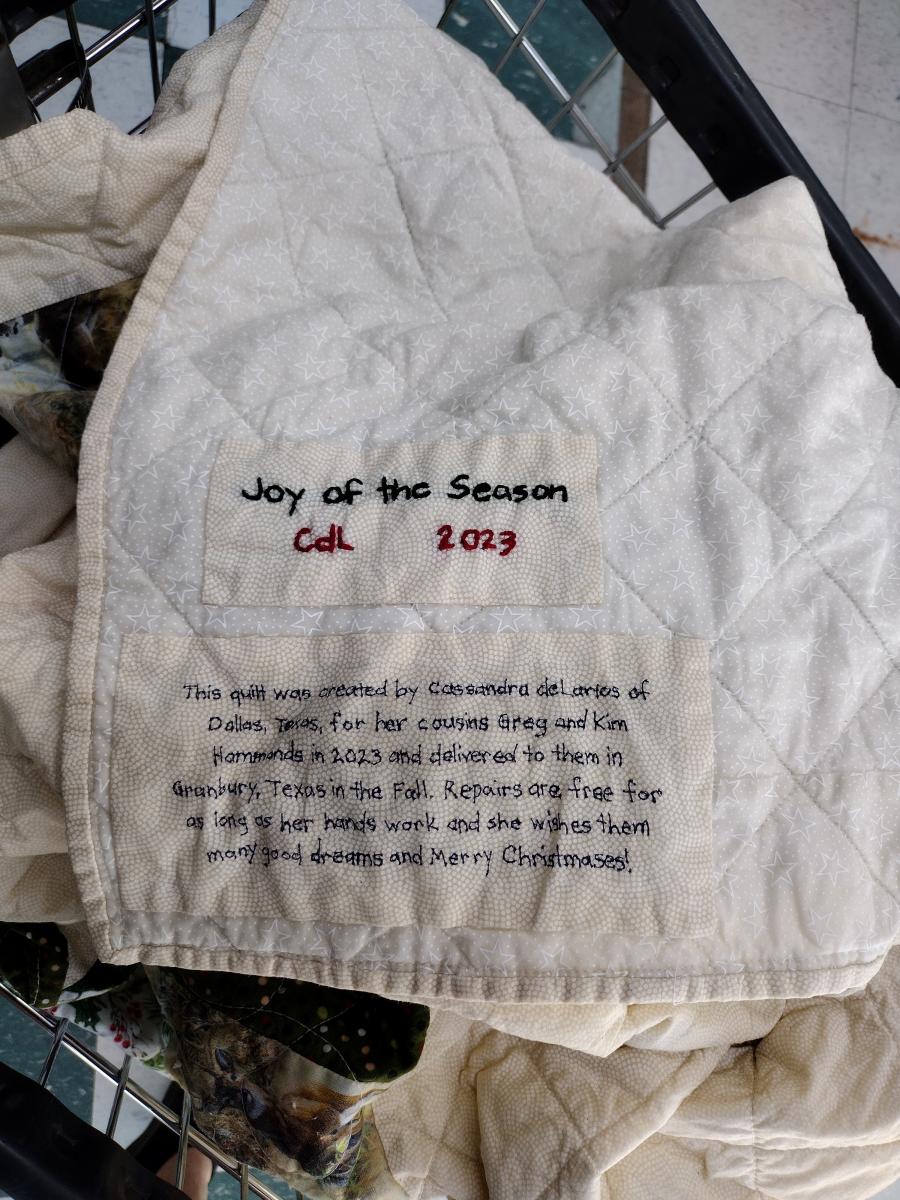 Joy of the Season
CdL 2023
This quilt was created by Cassandra deLarios of
Dallas, Texas, for her cousins Greg and Kim
Hammonds in 2023 and delivered to them in
Granbury, Texas in the Fall. Repairs are free for
as long as her hands work and she wishes them
many good dreams and Merry Christmases!